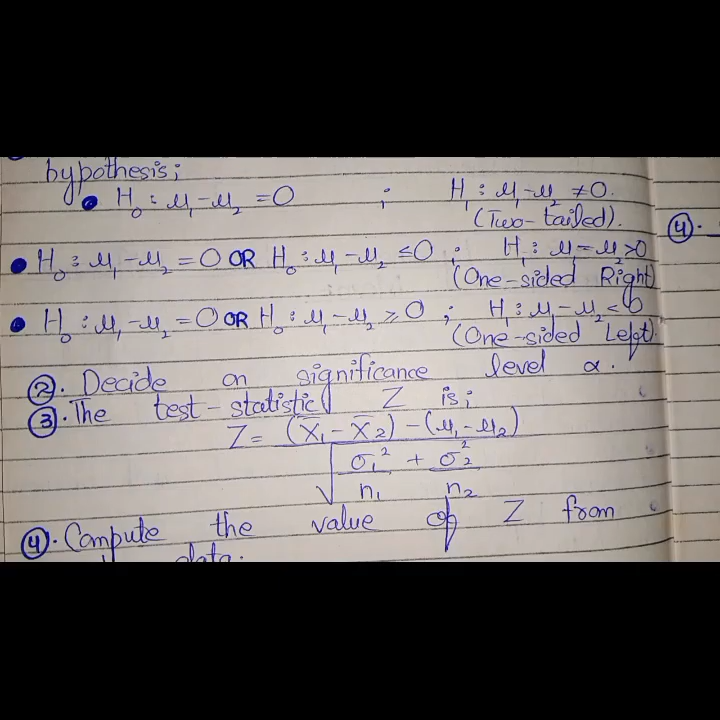 hypothesis;
• H₀ : μ₁-μ₂ = 0 ; H₁ : μ₁-μ₂ ≠ 0.
(Two-tailed).
• H₀ : μ₁-μ₂ = 0 OR H₀ : μ₁-μ₂ ≤ 0 ; H₁ : μ₁-μ₂ > 0
(One-sided Right)
• H₀ : μ₁-μ₂ = 0 OR H₀ : μ₁-μ₂ ≥ 0 ; H₁ : μ₁-μ₂ < 0
(One-sided Left).
②. Decide on significance level α.
③. The test-statistic Z is;
Z = (X̄₁ - X̄₂) - (μ₁-μ₂)
√ σ₁² + σ₂²
n₁ n₂
④. Compute the value of Z from
data.
④.